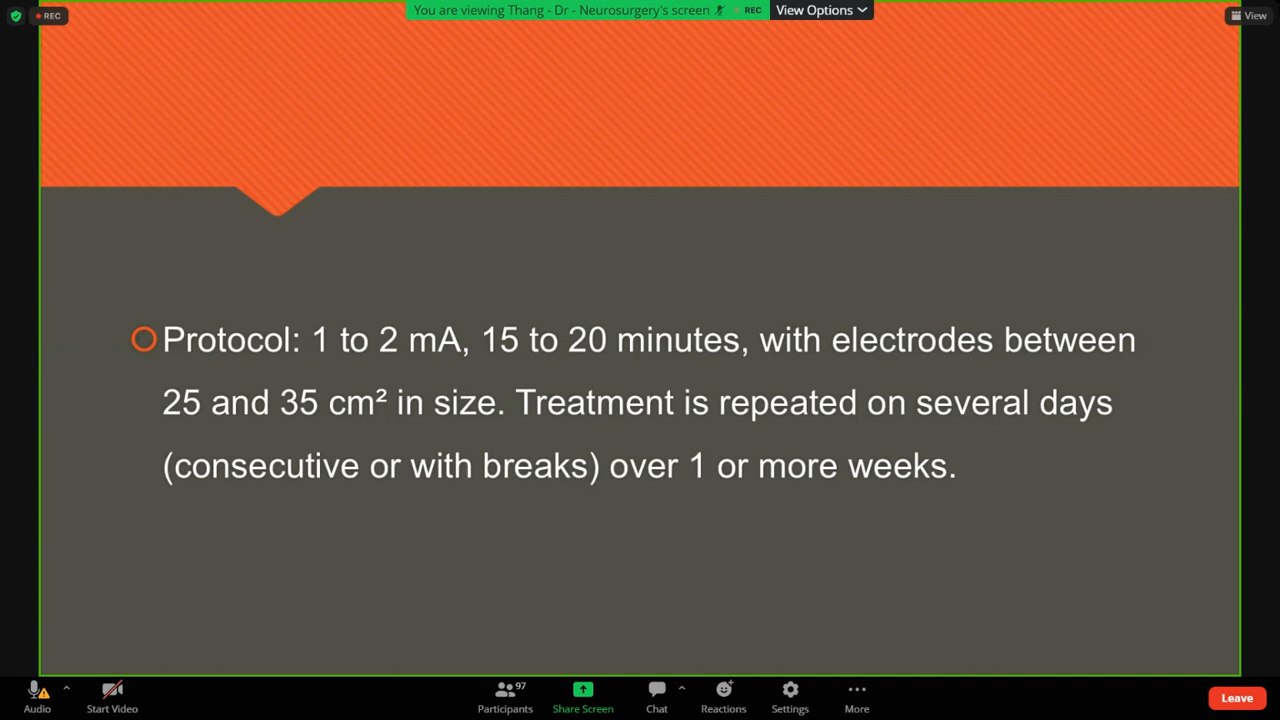 REC
You are viewing Thang - Dr - Neurosurgery's screen
REC
View Options
View
Protocol: 1 to 2 mA, 15 to 20 minutes, with electrodes between
25 and 35 cm² in size. Treatment is repeated on several days
(consecutive or with breaks) over 1 or more weeks.
97
Audio
Start Video
Participants
Share Screen
Chat
Reactions
Settings
More
Leave